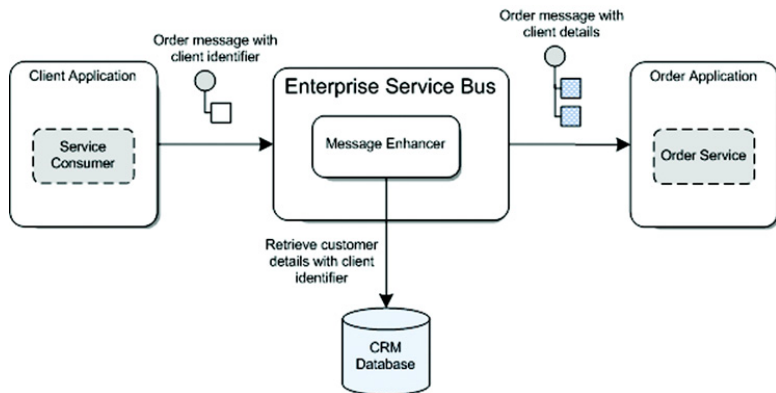 Order message with
client identifier
Order message with
client details
Client Application
Enterprise Service Bus
Order Application
Service
Consumer
Message Enhancer
Order Service
Retrieve customer
details with client
identifier
CRM
Database